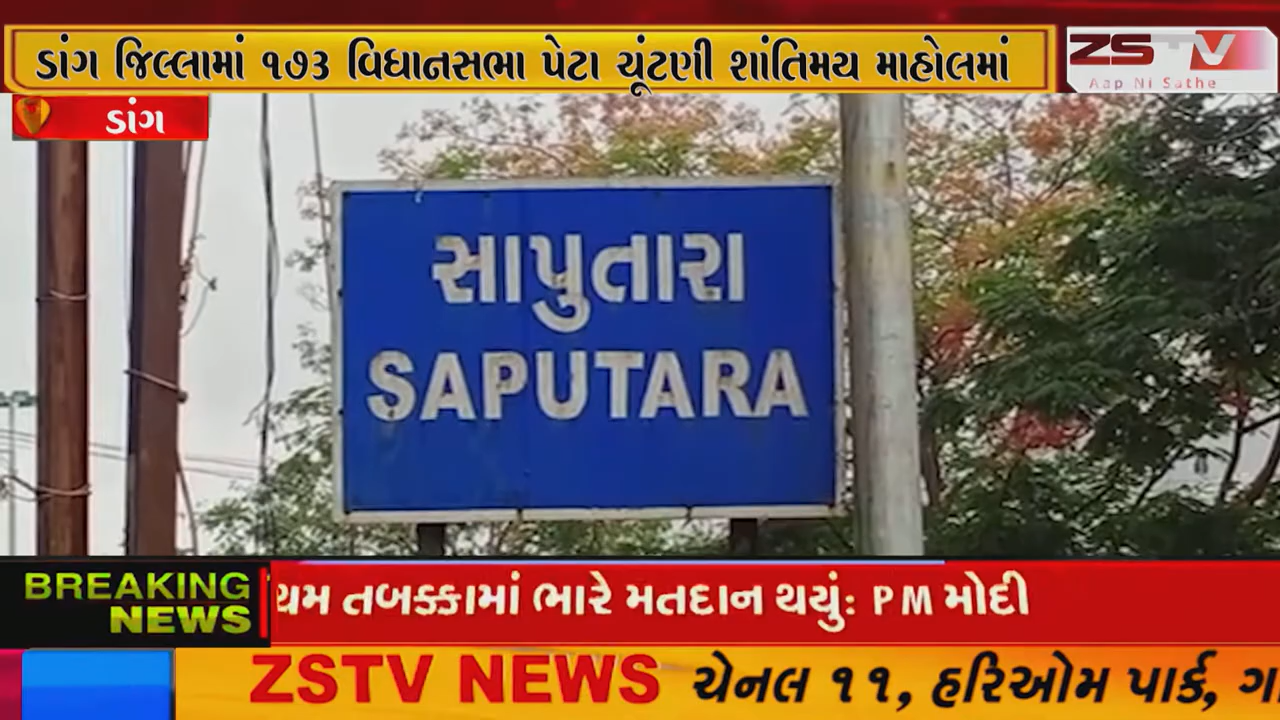 ડાંગ જિલ્લામાં ૧૭૩ વિધાનસભા પેટા ચૂંટણી શાંતિમય માહોલમાં
ZSTV
Aap Ni Sathe
ડાંગ
સાપુતારા
SAPUTARA
BREAKING NEWS
તબક્કામાં ભારે મતદાન થયું: PM મોદી
ZSTV NEWS ચેનલ ૧૧, હરિઓમ પાર્ક,